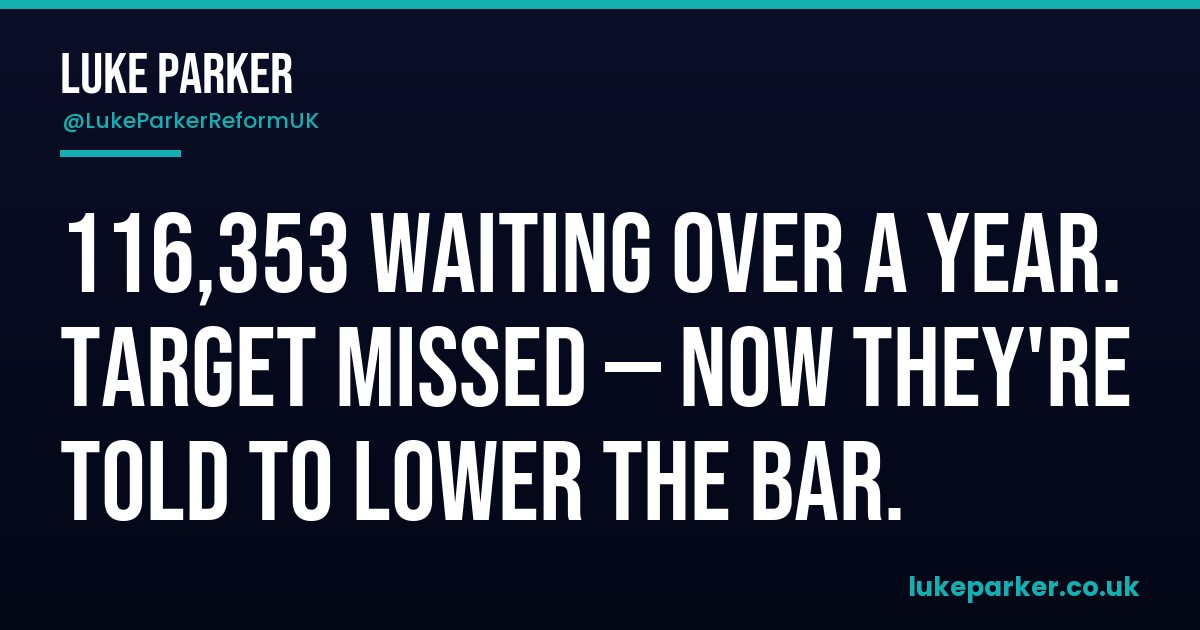 LUKE PARKER
@LukeParkerReformUK
116,353 WAITING OVER A YEAR.
TARGET MISSED — NOW THEY'RE
TOLD TO LOWER THE BAR.
lukeparker.co.uk